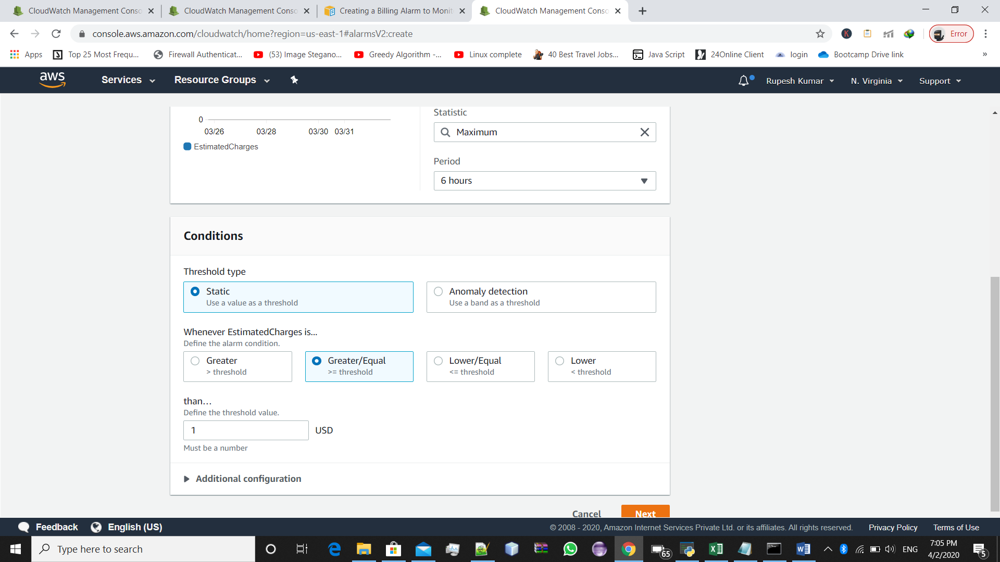 CloudWatch Management Conso
CloudWatch Management Conso
Creating a Billing Alarm to Monit
CloudWatch Management Conso
console.aws.amazon.com/cloudwatch/home?region=us-east-1#alarmsV2:create
K
Error
Apps
Top 25 Most Frequ...
Firewall Authenticat...
(53) Image Stegano...
Greedy Algorithm -...
Linux complete
40 Best Travel Jobs...
Java Script
24Online Client
login
Bootcamp Drive link
»
aws
Services
Resource Groups
Rupesh Kumar
N. Virginia
Support
0
03/26
03/28
03/30
03/31
EstimatedCharges
Statistic
Maximum
Period
6 hours
Conditions
Threshold type
Static
Use a value as a threshold
Anomaly detection
Use a band as a threshold
Whenever EstimatedCharges is...
Define the alarm condition.
Greater
> threshold
Greater/Equal
>= threshold
Lower/Equal
<= threshold
Lower
< threshold
than...
Define the threshold value.
1
USD
Must be a number
Additional configuration
Cancel
Next
Feedback
English (US)
© 2008 - 2020, Amazon Internet Services Private Ltd. or its affiliates. All rights reserved.
Privacy Policy
Terms of Use
Type here to search
65
ENG
7:05 PM
4/2/2020
5